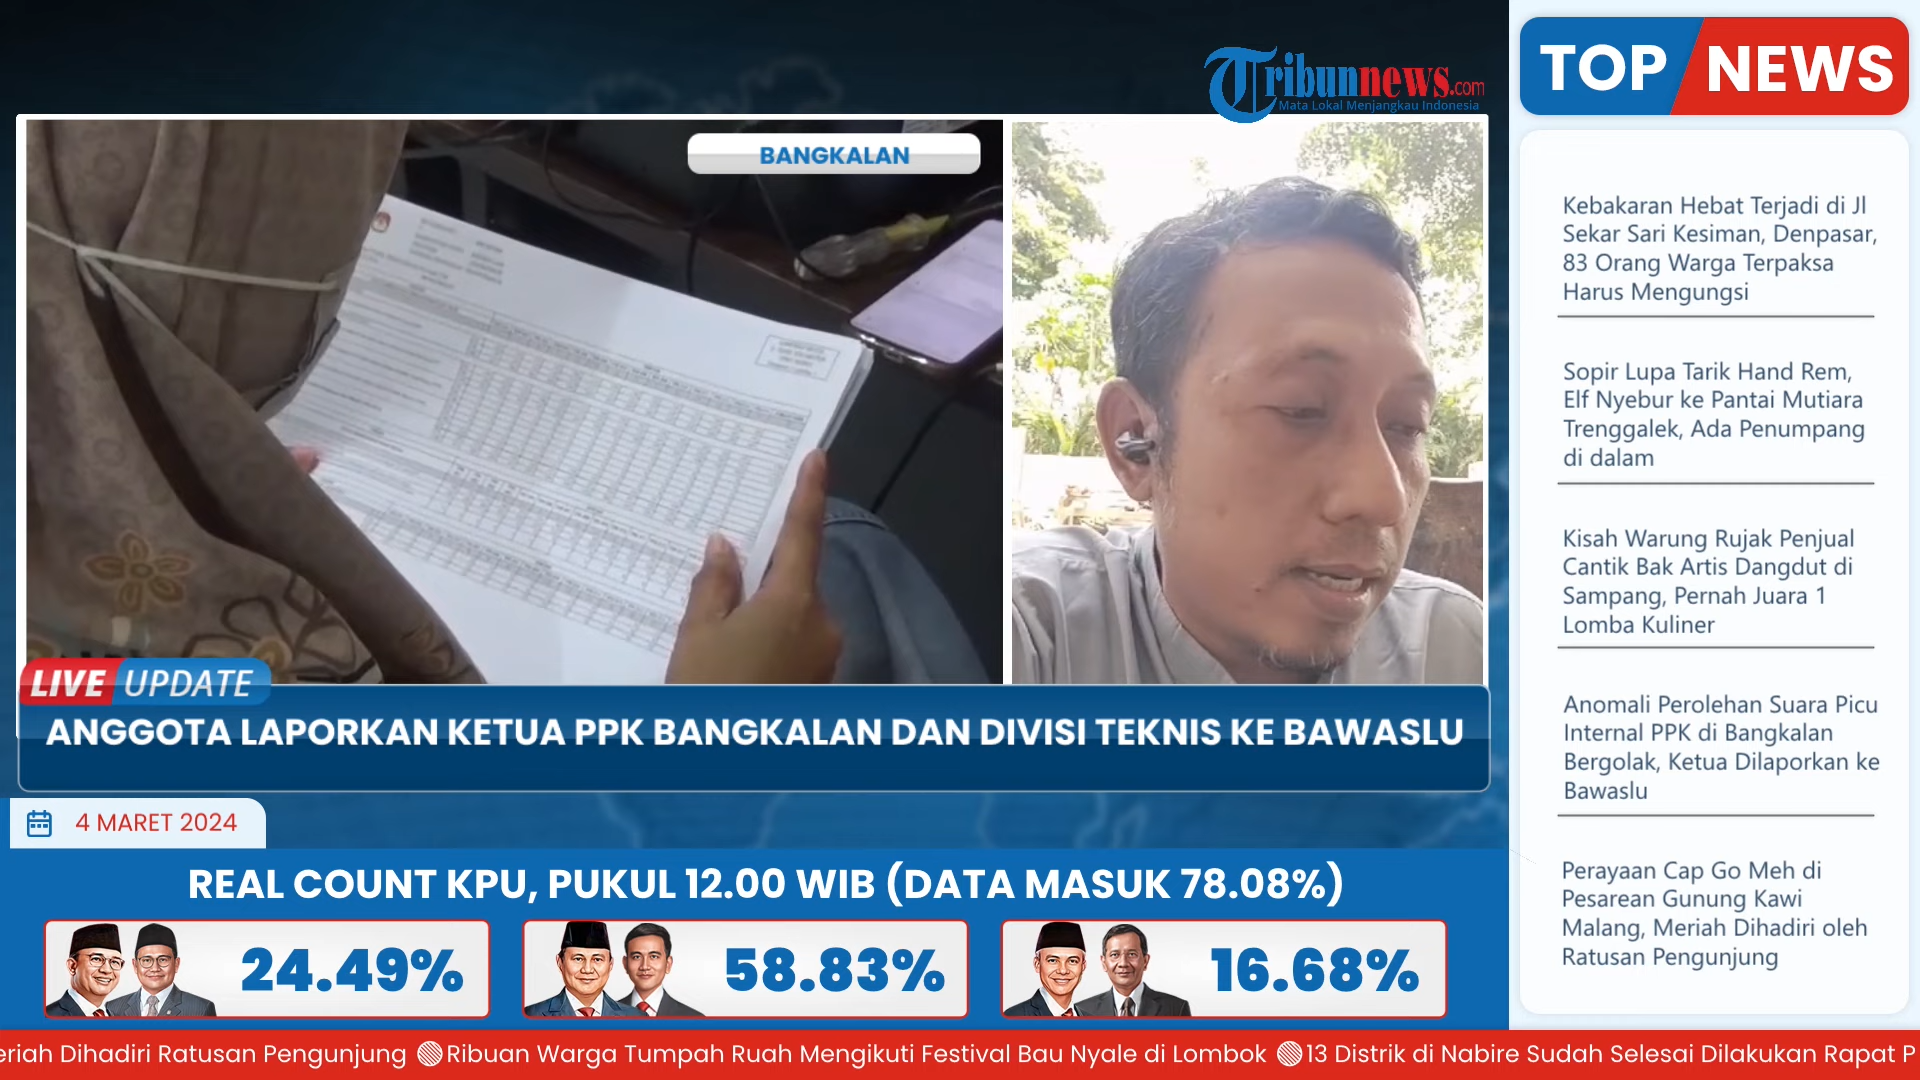 Tribunnews.com
Mata Lokal Menjangkau Indonesia
BANGKALAN
LIVE UPDATE
ANGGOTA LAPORKAN KETUA PPK BANGKALAN DAN DIVISI TEKNIS KE BAWASLU
4 MARET 2024
REAL COUNT KPU, PUKUL 12.00 WIB (DATA MASUK 78.08%)
24.49%
58.83%
16.68%
TOP NEWS
Kebakaran Hebat Terjadi di Jl
Sekar Sari Kesiman, Denpasar,
83 Orang Warga Terpaksa
Harus Mengungsi
Sopir Lupa Tarik Hand Rem,
Elf Nyebur ke Pantai Mutiara
Trenggalek, Ada Penumpang
di dalam
Kisah Warung Rujak Penjual
Cantik Bak Artis Dangdut di
Sampang, Pernah Juara 1
Lomba Kuliner
Anomali Perolehan Suara Picu
Internal PPK di Bangkalan
Bergolak, Ketua Dilaporkan ke
Bawaslu
Perayaan Cap Go Meh di
Pesarean Gunung Kawi
Malang, Meriah Dihadiri oleh
Ratusan Pengunjung
eriah Dihadiri Ratusan Pengunjung Ribuan Warga Tumpah Ruah Mengikuti Festival Bau Nyale di Lombok 13 Distrik di Nabire Sudah Selesai Dilakukan Rapat P